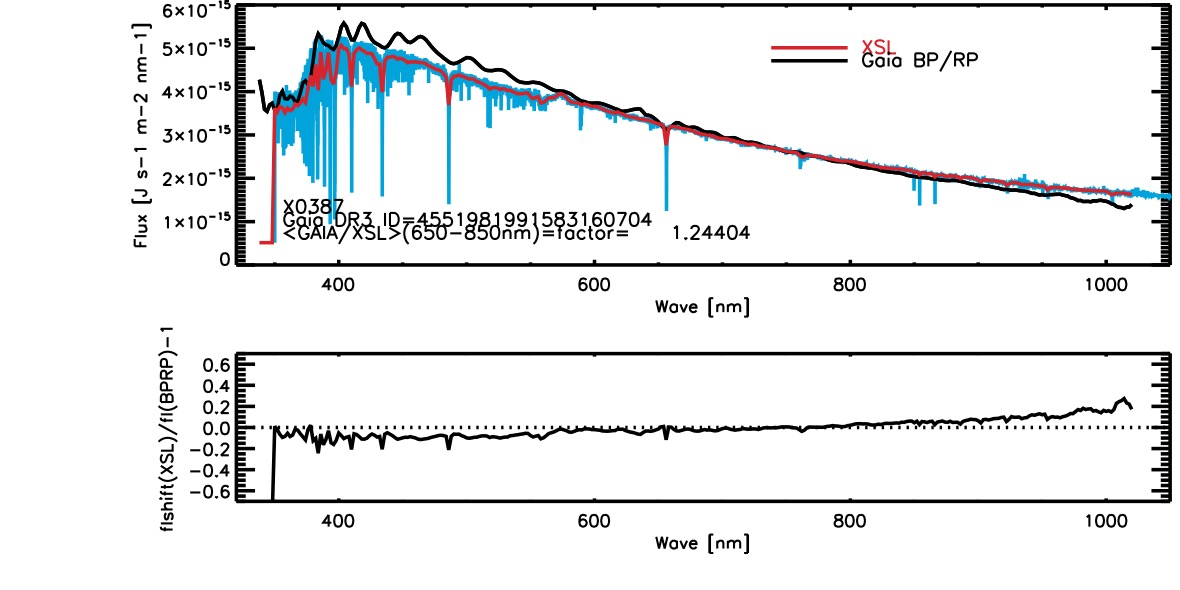 6×10⁻¹⁵
5×10⁻¹⁵
4×10⁻¹⁵
3×10⁻¹⁵
2×10⁻¹⁵
1×10⁻¹⁵
0
Flux [J s−1 m−2 nm−1]
XSL
Gaia BP/RP
X0387
Gaia DR3 ID=4551981991583160704
<GAIA/XSL>(650−850nm)=factor= 1.24404
400 600 800 1000
Wave [nm]
0.6
0.4
0.2
0.0
−0.2
−0.4
−0.6
flshift(XSL)/fl(BPRP)−1
400 600 800 1000
Wave [nm]